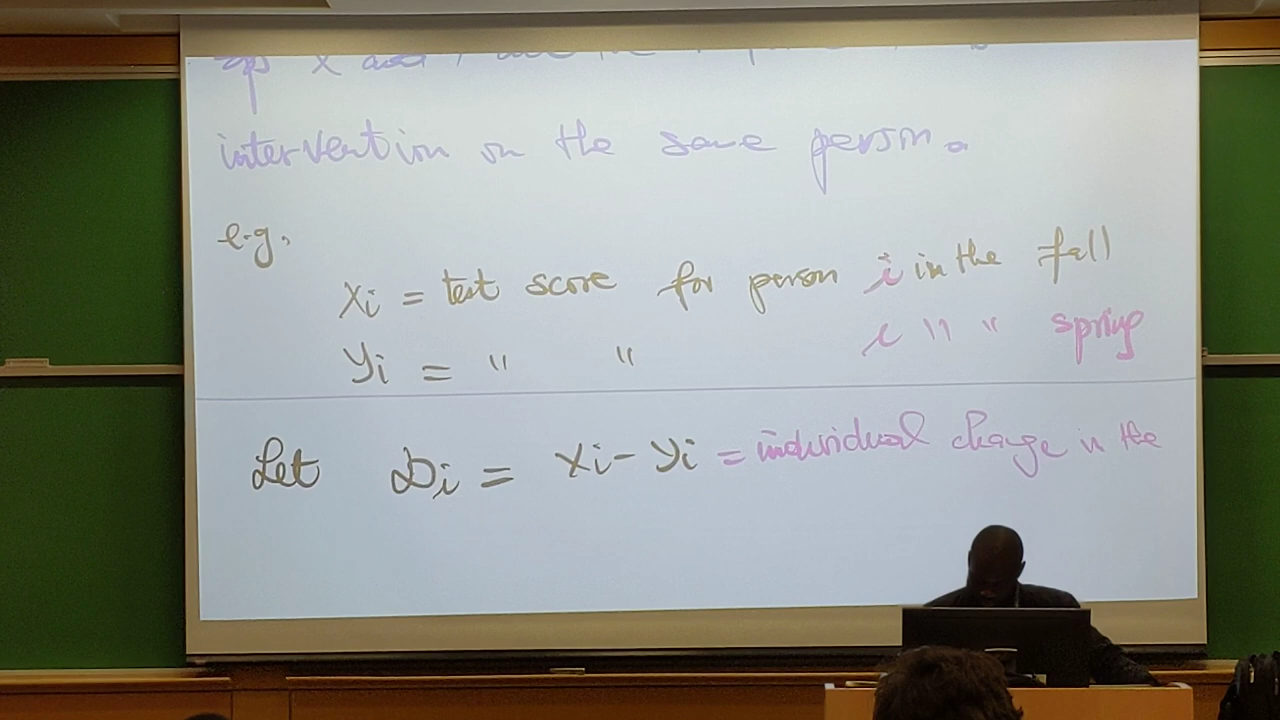 x and
intervention on the same person.
e.g.
Xi = test score for person i in the fall
Yi = " " i " " spring
Let Di = Xi - Yi = individual change in the